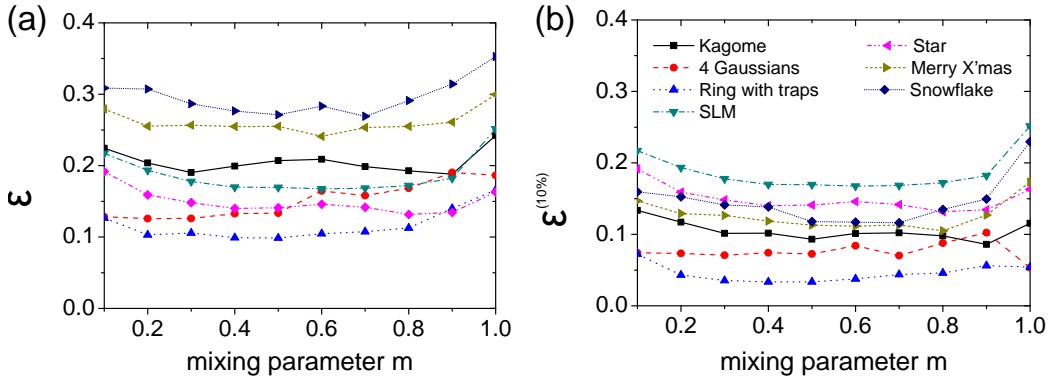 (a)
0.4
0.3
0.2
0.1
0.0
ε
0.2 0.4 0.6 0.8 1.0
mixing parameter m
(b)
0.4
0.3
0.2
0.1
0.0
ε(10%)
Kagome
4 Gaussians
Ring with traps
SLM
Star
Merry X'mas
Snowflake
0.2 0.4 0.6 0.8 1.0
mixing parameter m